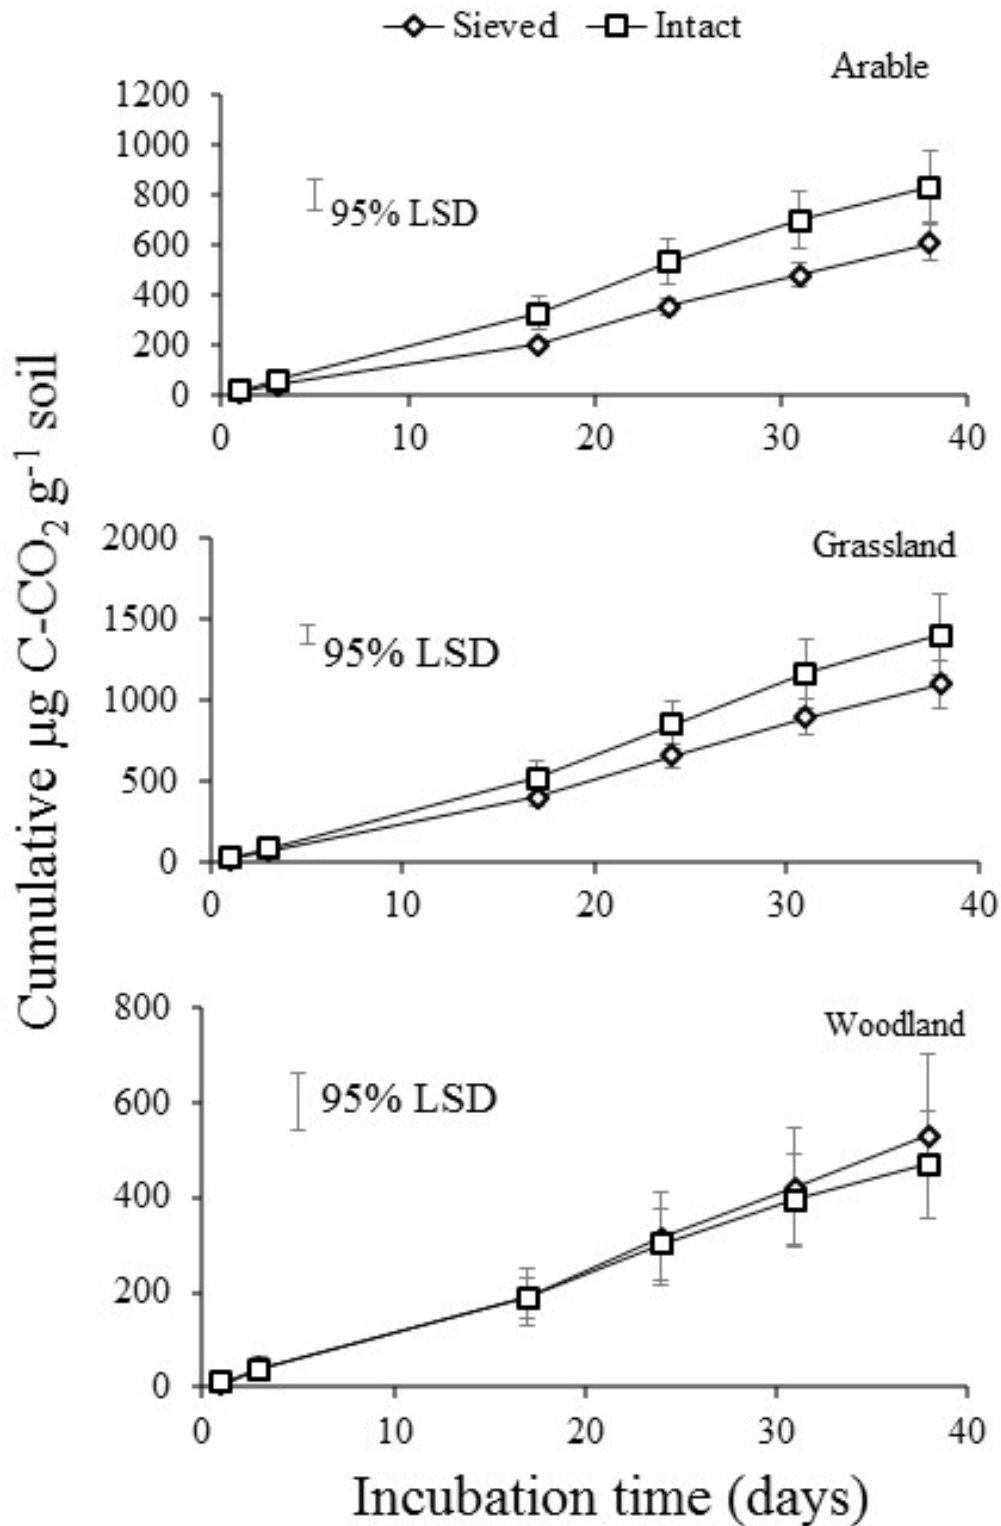 Sieved Intact
Arable
1200
1000
800
600
400
200
0
95% LSD
0 10 20 30 40
Grassland
2000
1500
1000
500
0
95% LSD
0 10 20 30 40
Woodland
800
600
400
200
0
95% LSD
0 10 20 30 40
Cumulative µg C-CO₂ g⁻¹ soil
Incubation time (days)